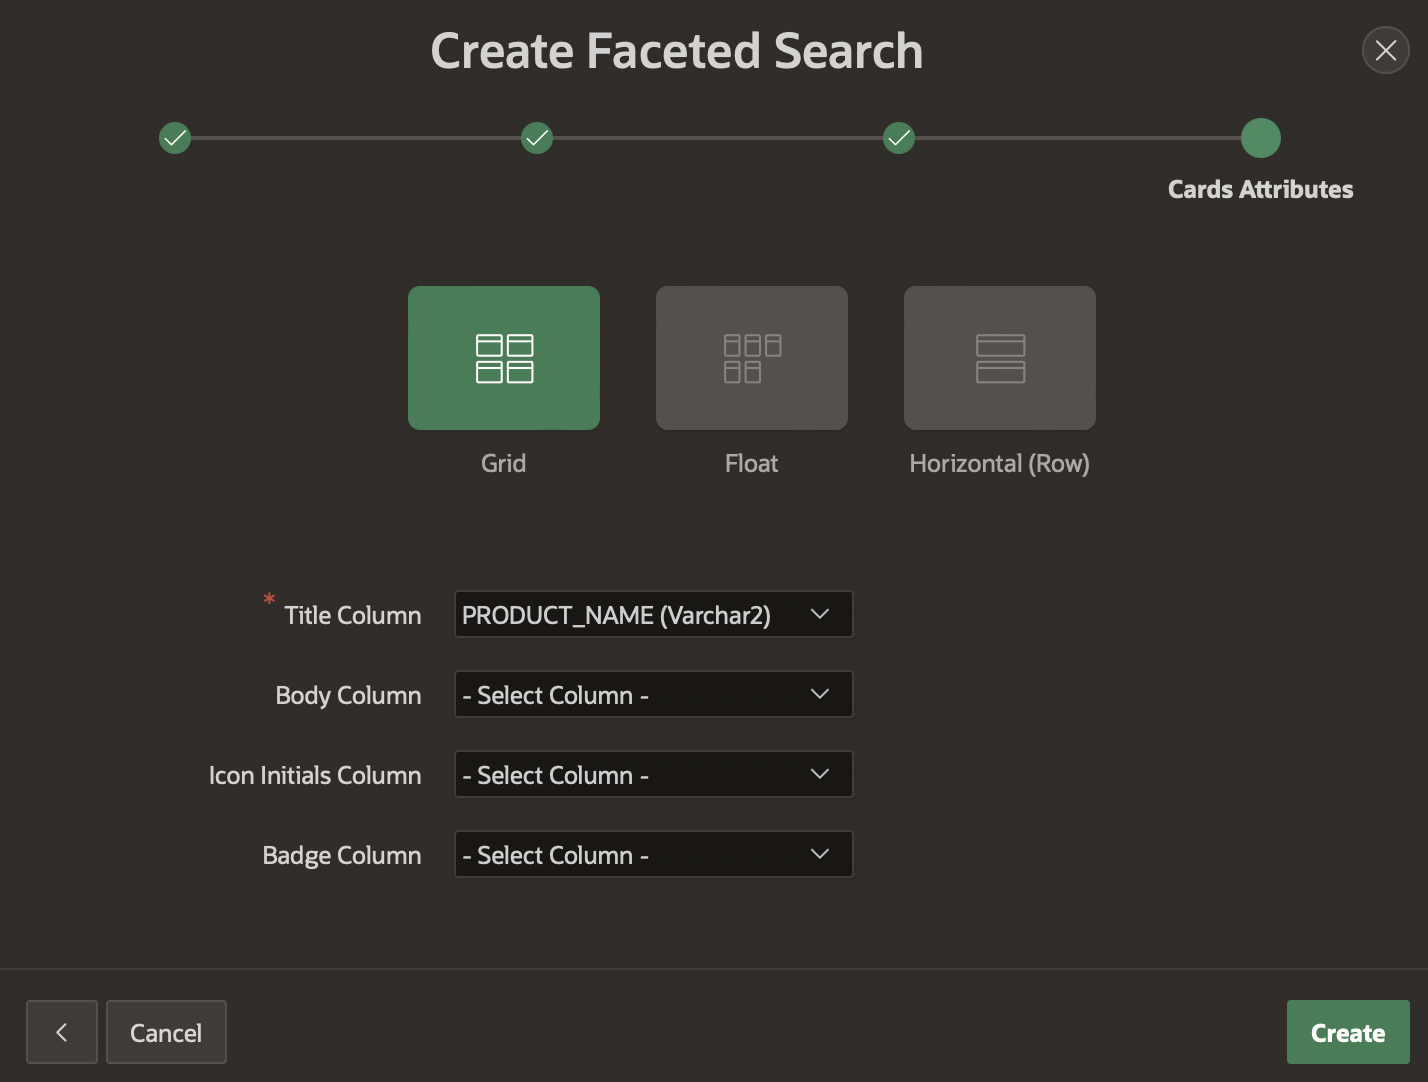 Create Faceted Search
Cards Attributes
Grid
Float
Horizontal (Row)
* Title Column
PRODUCT_NAME (Varchar2)
Body Column
- Select Column -
Icon Initials Column
- Select Column -
Badge Column
- Select Column -
Cancel
Create